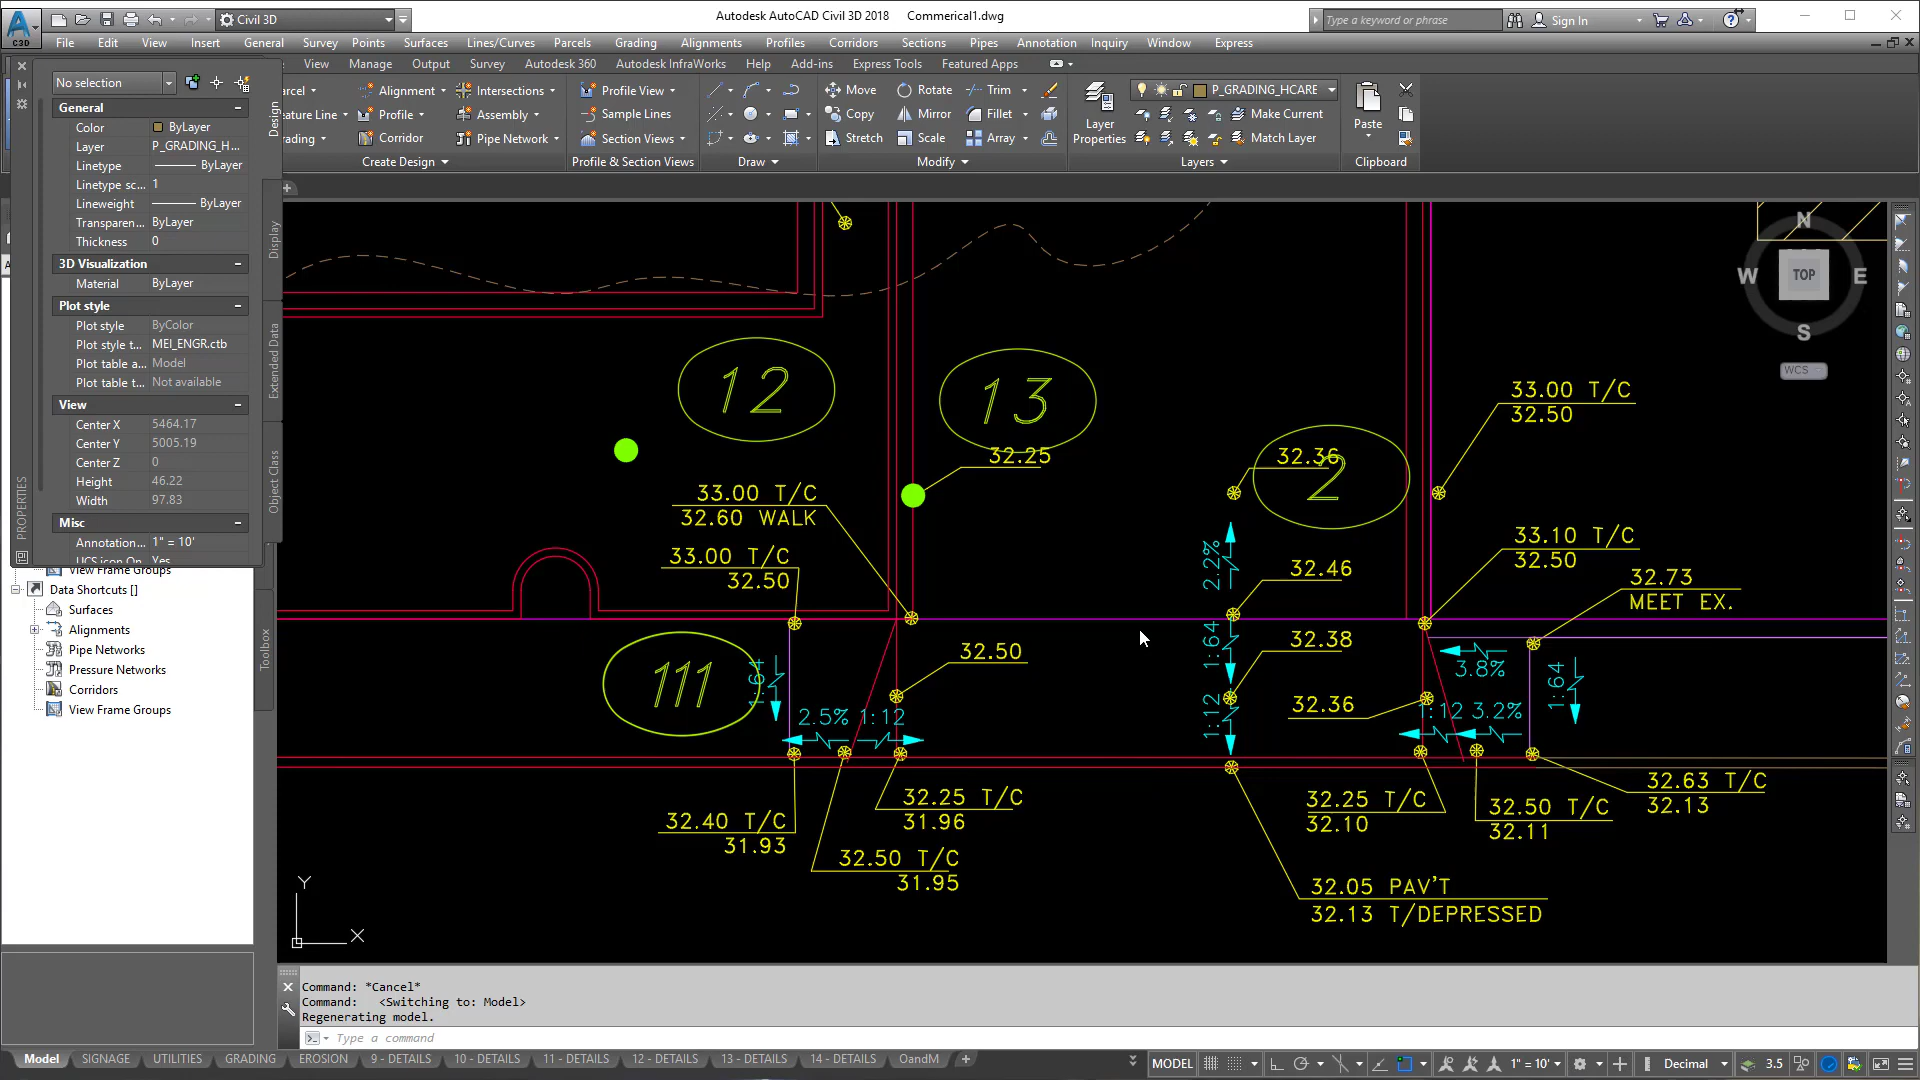 Civil 3D
Autodesk AutoCAD Civil 3D 2018 Commerical1.dwg
Type a keyword or phrase
Sign In
C3D
File Edit View Insert General Survey Points Surfaces Lines/Curves Parcels Grading Alignments Profiles Corridors Sections Pipes Annotation Inquiry Window Express
View Manage Output Survey Autodesk 360 Autodesk InfraWorks Help Add-ins Express Tools Featured Apps
arcel Alignment Intersections Profile View Move Rotate Trim P_GRADING_HCARE
eature Line Profile Assembly Sample Lines Copy Mirror Fillet Make Current
rading Corridor Pipe Network Section Views Stretch Scale Array Layer Properties Match Layer Paste
Create Design Profile & Section Views Draw Modify Layers Clipboard
No selection
General
Color ByLayer
Layer P_GRADING_H...
Linetype ByLayer
Linetype sc... 1
Lineweight ByLayer
Transparen... ByLayer
Thickness 0
3D Visualization
Material ByLayer
Plot style
Plot style ByColor
Plot style t... MEI_ENGR.ctb
Plot table a... Model
Plot table t... Not available
View
Center X 5464.17
Center Y 5005.19
Center Z 0
Height 46.22
Width 97.83
Misc
Annotation... 1" = 10'
UCS icon On Yes
PROPERTIES
Design
Display
Extended Data
Object Class
Toolbox
View Frame Groups
Data Shortcuts []
Surfaces
Alignments
Pipe Networks
Pressure Networks
Corridors
View Frame Groups
N
W TOP E
S
WCS
12
13
2
111
32.25
32.36
33.00 T/C
32.50
33.00 T/C
32.60 WALK
33.00 T/C
32.50
2.2%
32.46
33.10 T/C
32.50
32.73
MEET EX.
32.50
1:64
32.38
3.8%
1:64
1:64
32.36
1:12
2.5% 1:12
1:12 3.2%
32.25 T/C
31.96
32.40 T/C
31.93
32.50 T/C
31.95
32.25 T/C
32.10
32.50 T/C
32.11
32.63 T/C
32.13
32.05 PAV'T
32.13 T/DEPRESSED
Y
X
Command: *Cancel*
Command: <Switching to: Model>
Regenerating model.
Type a command
Model SIGNAGE UTILITIES GRADING EROSION 9 - DETAILS 10 - DETAILS 11 - DETAILS 12 - DETAILS 13 - DETAILS 14 - DETAILS OandM
MODEL 1" = 10' Decimal 3.5